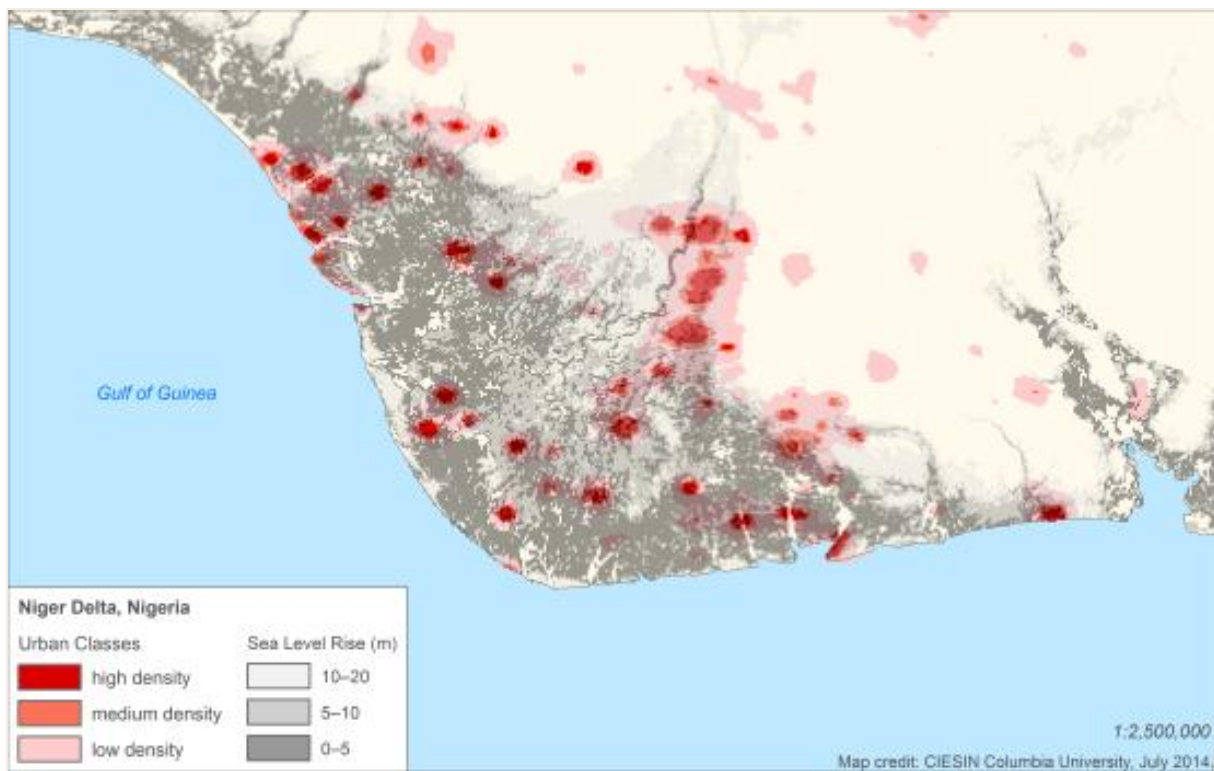 Gulf of Guinea
Niger Delta, Nigeria
Urban Classes
high density
medium density
low density
Sea Level Rise (m)
10–20
5–10
0–5
1:2,500,000
Map credit: CIESIN Columbia University, July 2014.